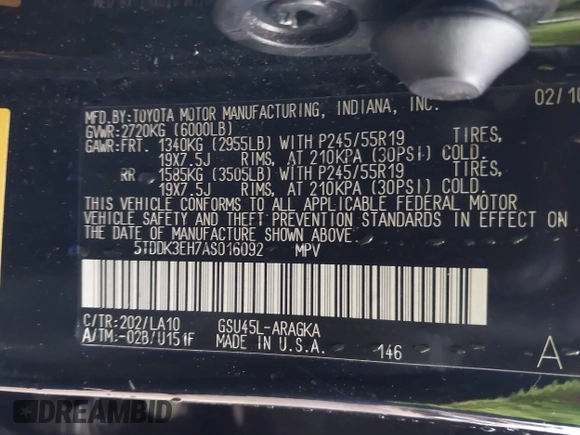 MFD.BY:TOYOTA MOTOR MANUFACTURING, INDIANA, INC. 02/10
GVWR:2720KG (6000LB)
GAWR:FRT. 1340KG (2955LB) WITH P245/55R19 TIRES,
19X7.5J RIMS, AT 210KPA (30PSI) COLD.
RR 1585KG (3505LB) WITH P245/55R19 TIRES,
19X7.5J RIMS, AT 210KPA (30PSI) COLD.
THIS VEHICLE CONFORMS TO ALL APPLICABLE FEDERAL MOTOR
VEHICLE SAFETY AND THEFT PREVENTION STANDARDS IN EFFECT ON
THE DATE OF MANUFACTURE SHOWN ABOVE.
5TDDK3EH7AS016092 MPV
C/TR:202/LA10 GSU45L-ARAGKA
A/TM:-02B/U151F MADE IN U.S.A. 146 A
DREAMBID